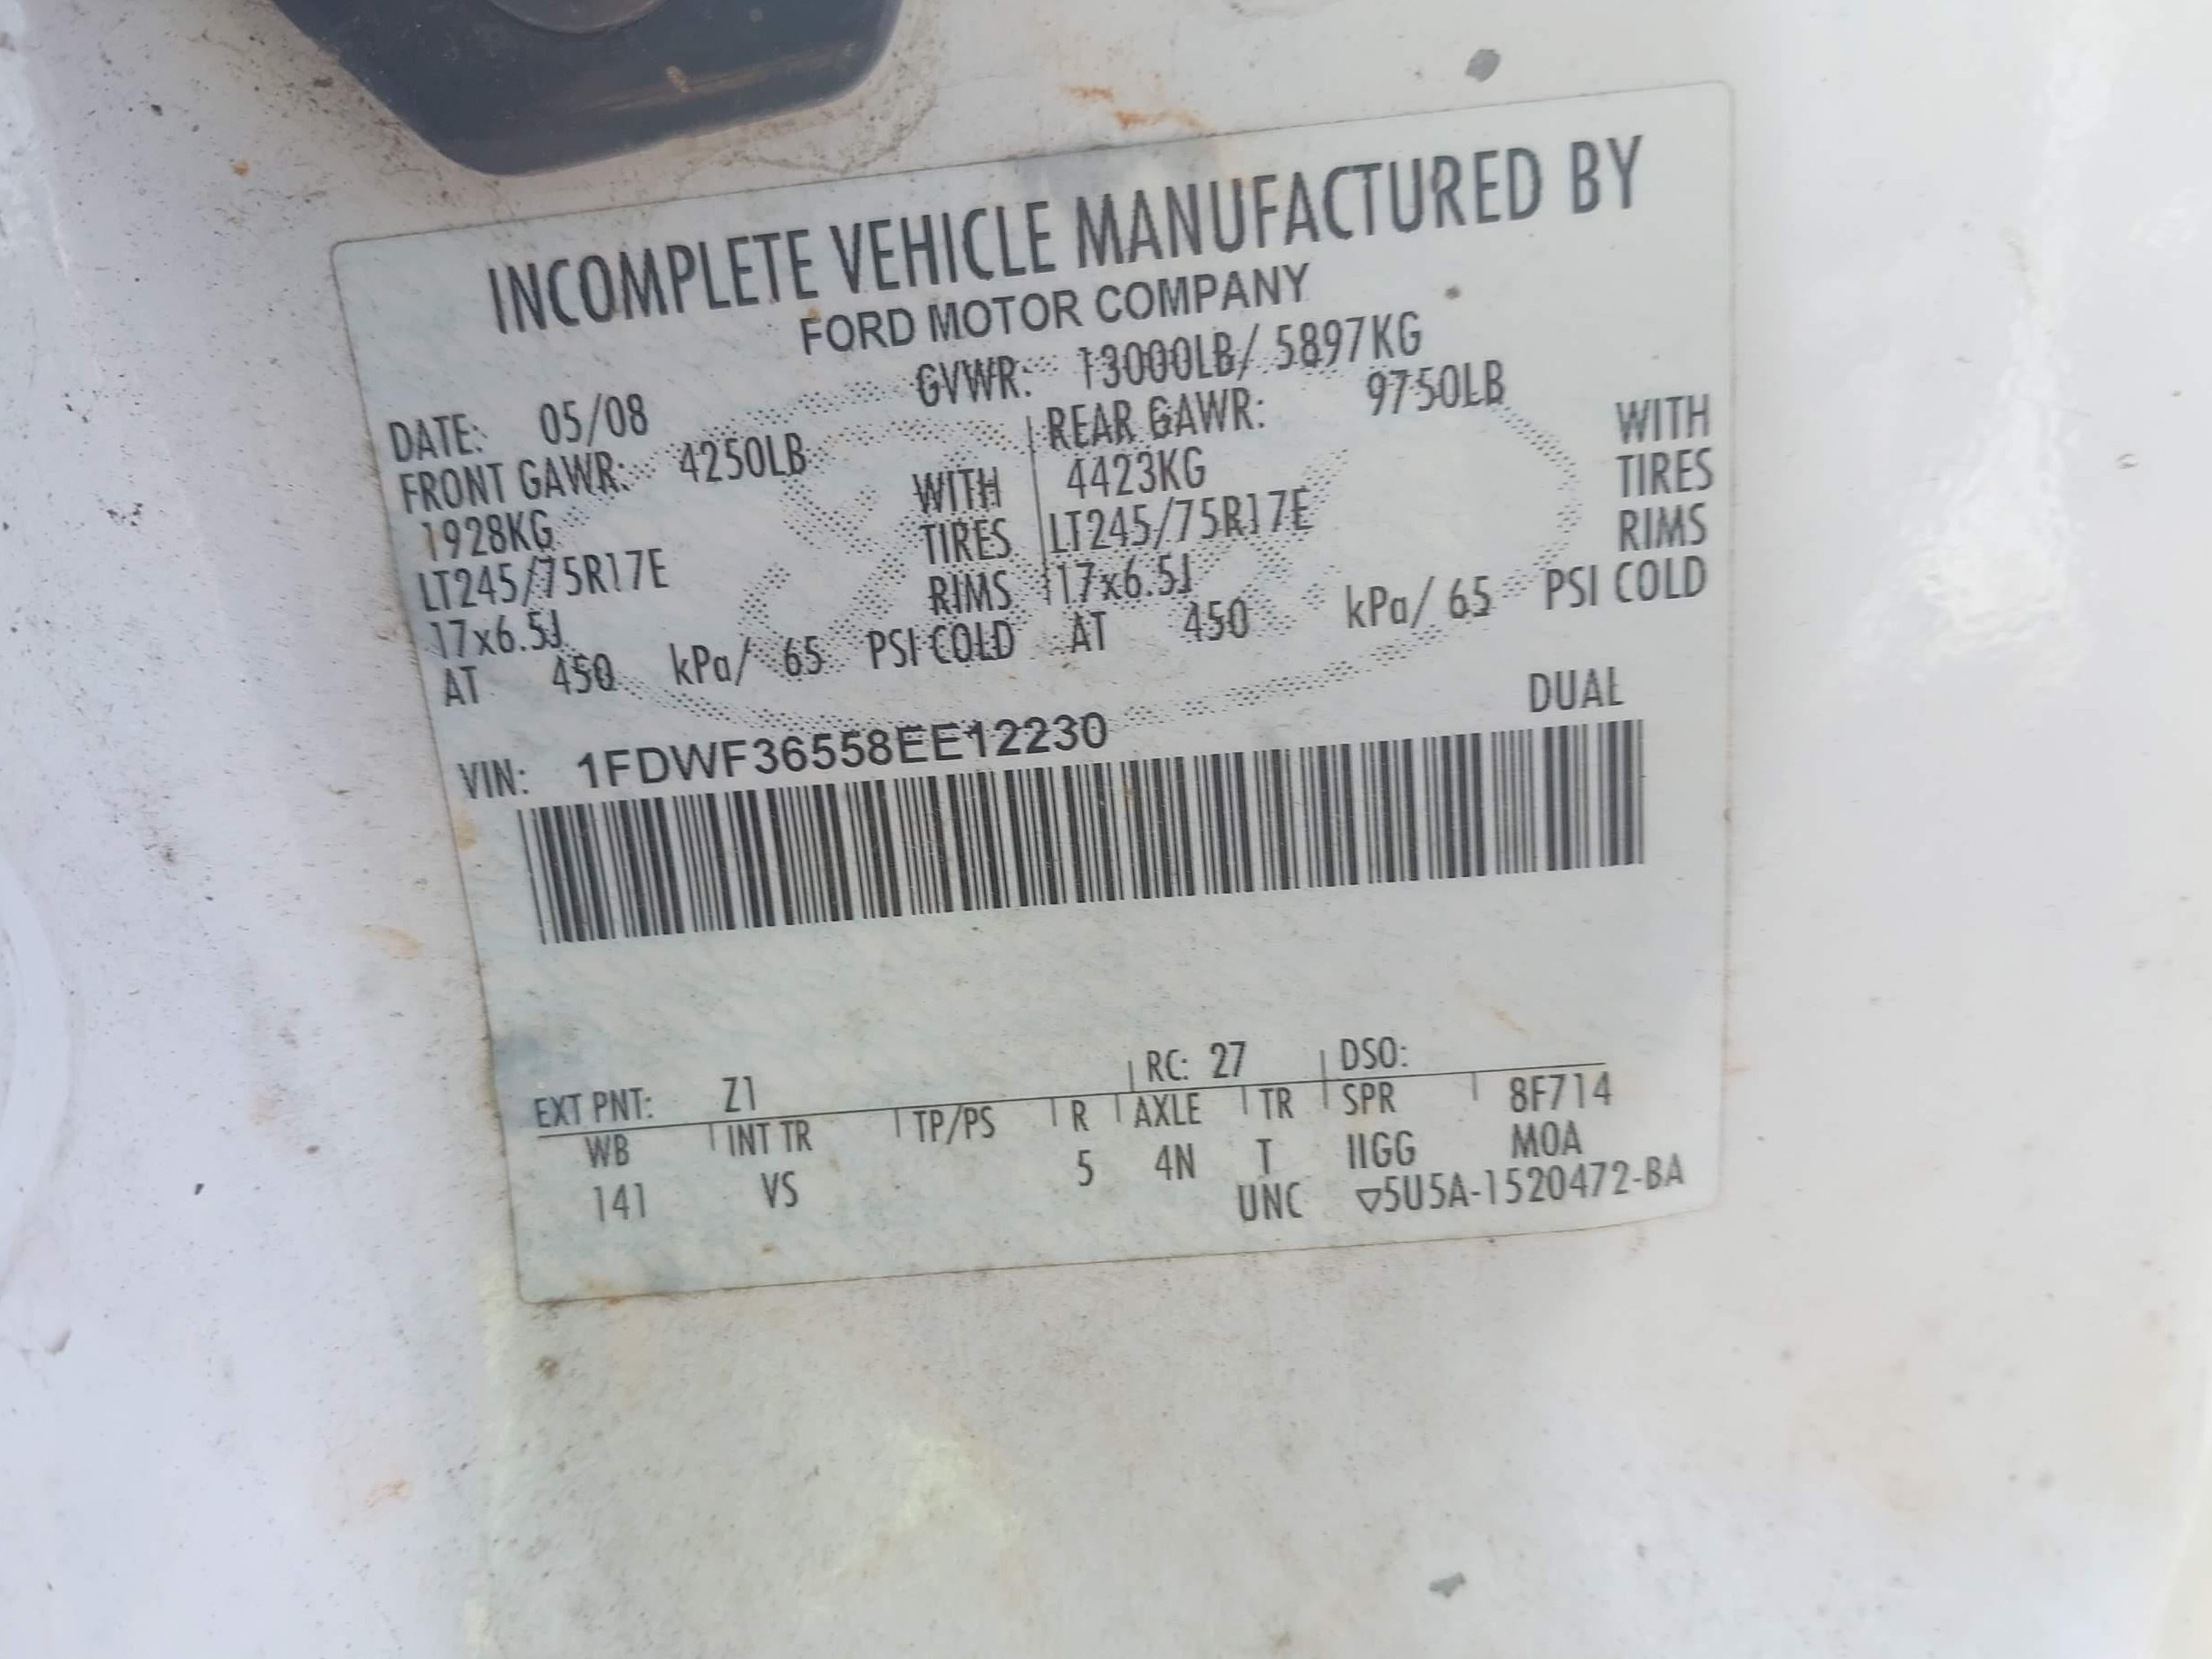 INCOMPLETE VEHICLE MANUFACTURED BY
FORD MOTOR COMPANY
DATE: 05/08 GVWR: 13000LB/ 5897KG
FRONT GAWR: 4250LB REAR GAWR: 9750LB
1928KG WITH 4423KG WITH
LT245/75R17E TIRES LT245/75R17E TIRES
17x6.5J RIMS 17x6.5J RIMS
AT 450 kPa/ 65 PSI COLD AT 450 kPa/ 65 PSI COLD
VIN: 1FDWF36558EE12230 DUAL
EXT PNT: Z1 RC: 27 DSO:
WB INT TR TP/PS R AXLE TR SPR 8F714
141 VS 5 4N T IIGG MOA
UNC ▽5U5A-1520472-BA